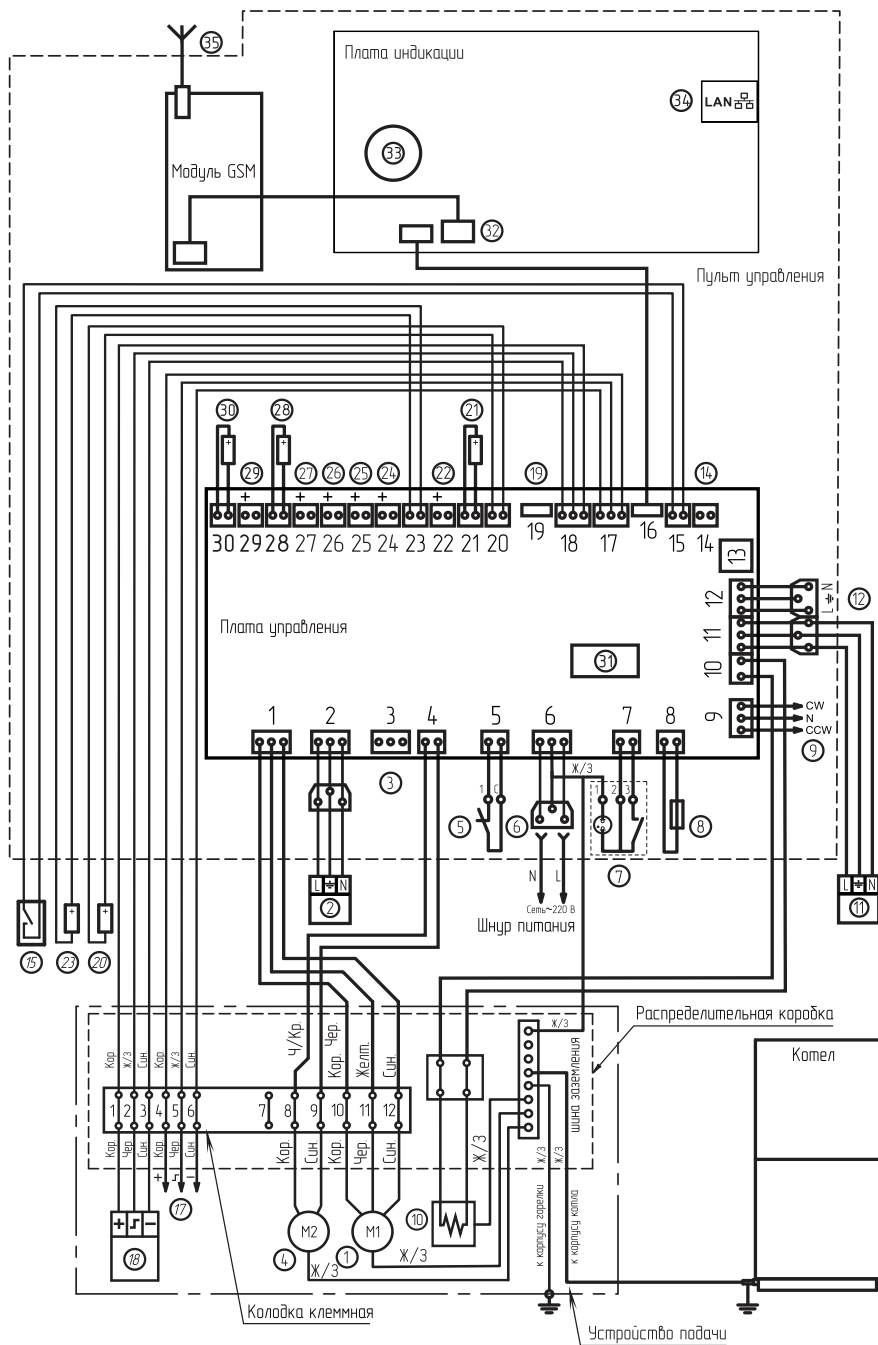 35
Плата индикации
34
LAN
33
Модуль GSM
32
Пульт управления
30
28
21
29
27
26
25
24
22
19
14
+ + + + + +
30 29 28 27 26 25 24 23 22 21 20 19 18 17 16 15 14
13
12
L N
12
Плата управления
11
31
10
1 2 3 4 5 6 7 8
9
CW
N
CCW
9
Ж/З
3
1 C
1 2 3
5
6
8
7
L N
2
N L
Сеть~220 В
Шнур питания
L N
11
15
23
20
Распределительная коробка
Ж/З
Котел
Кор. Ж/З Син. Кор. Ж/З Син.
Ч/Кр. Кор. Чер. Желт. Син.
шина заземления
1 2 3 4 5 6 7 8 9 10 11 12
Кор. Чер. Син. Кор. Чер. Син. Кор. Син. Кор. Чер. Син.
Ж/З
Ж/З Ж/З
+ −
17
+ −
18
М2
М1
10
4
1
Ж/З
Ж/З
к корпусу горелки
к корпусу котла
Колодка клеммная
Устройство подачи